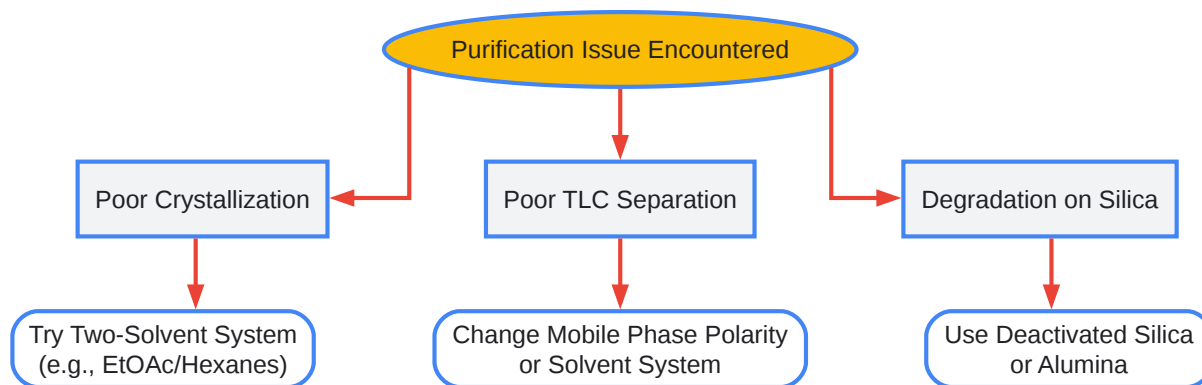 Purification Issue Encountered
Poor Crystallization
Poor TLC Separation
Degradation on Silica
Try Two-Solvent System
(e.g., EtOAc/Hexanes)
Change Mobile Phase Polarity
or Solvent System
Use Deactivated Silica
or Alumina